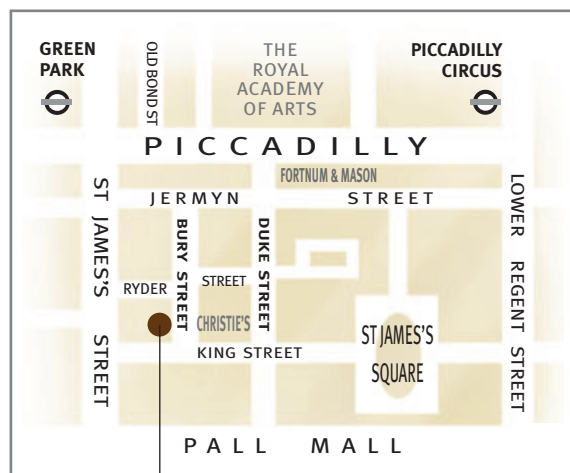 GREEN
PARK
OLD BOND ST
THE
ROYAL
ACADEMY
OF ARTS
PICCADILLY
CIRCUS
PICCADILLY
FORTNUM & MASON
JERMYN STREET
ST JAMES'S STREET
BURY STREET
DUKE STREET
LOWER REGENT STREET
RYDER STREET
CHRISTIE'S
KING STREET
ST JAMES'S
SQUARE
PALL MALL